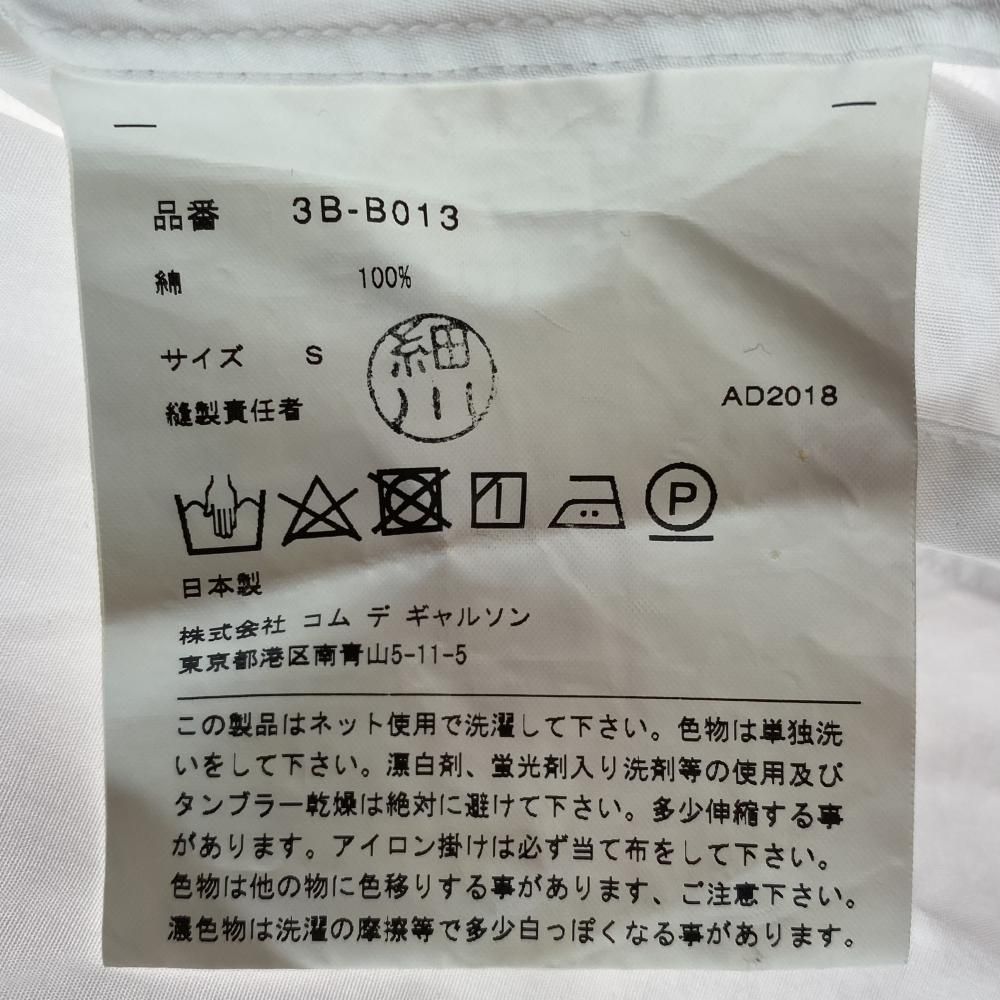 品番 3B-B013
綿 100%
サイズ S
細川
縫製責任者
AD2018
P
日本製
株式会社 コム デ ギャルソン
東京都港区南青山5-11-5
この製品はネット使用で洗濯して下さい。色物は単独洗
いをして下さい。漂白剤、蛍光剤入り洗剤等の使用及び
タンブラー乾燥は絶対に避けて下さい。多少伸縮する事
があります。アイロン掛けは必ず当て布をして下さい。
色物は他の物に色移りする事があります、ご注意下さい。
濃色物は洗濯の摩擦等で多少白っぽくなる事があります。